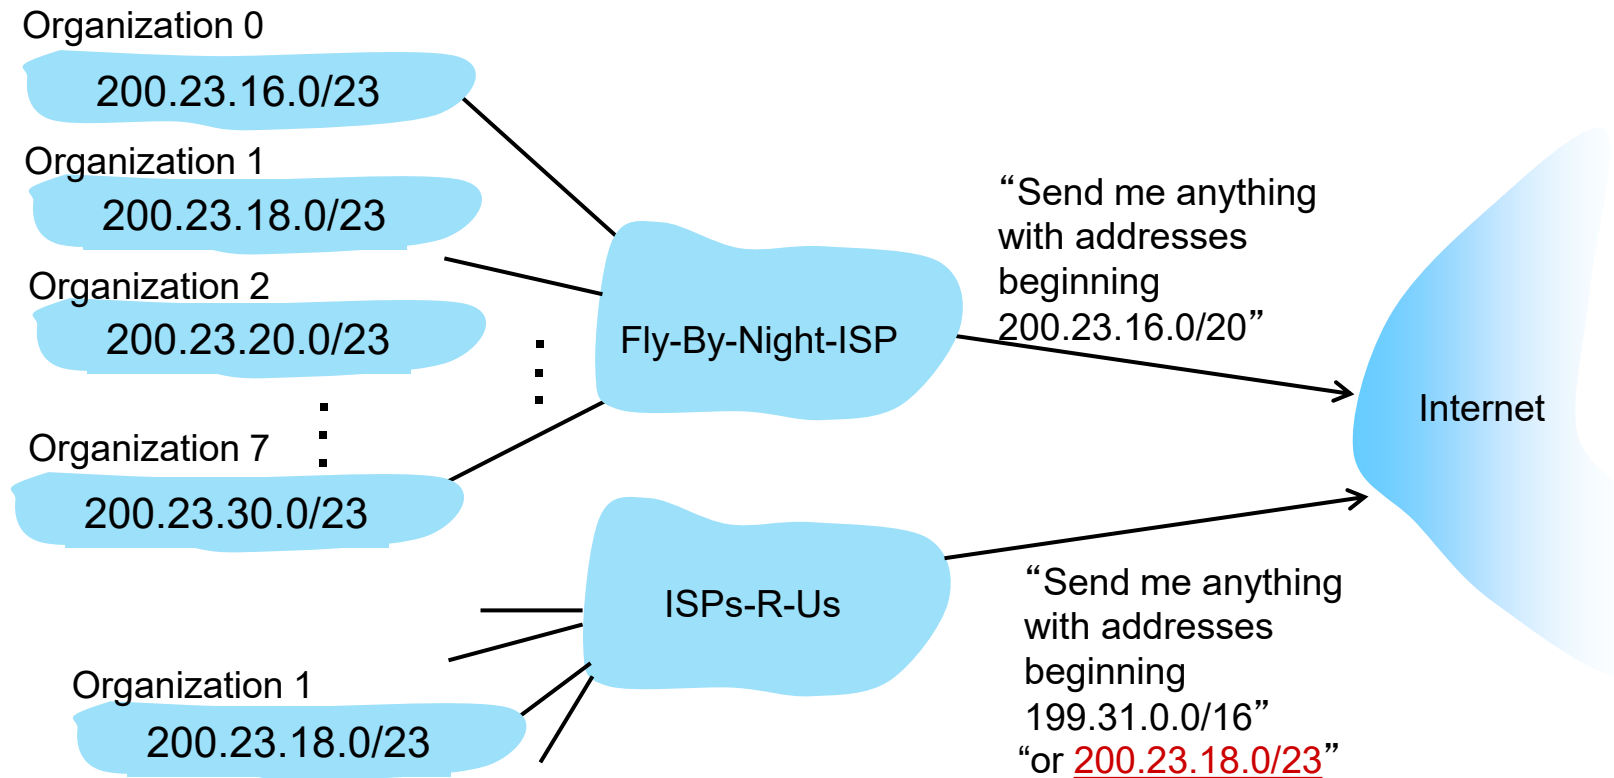 Organization 0
200.23.16.0/23
Organization 1
200.23.18.0/23
Organization 2
200.23.20.0/23
Organization 7
200.23.30.0/23
Fly-By-Night-ISP
“Send me anything
with addresses
beginning
200.23.16.0/20”
Internet
ISPs-R-Us
Organization 1
200.23.18.0/23
“Send me anything
with addresses
beginning
199.31.0.0/16”
“or 200.23.18.0/23”